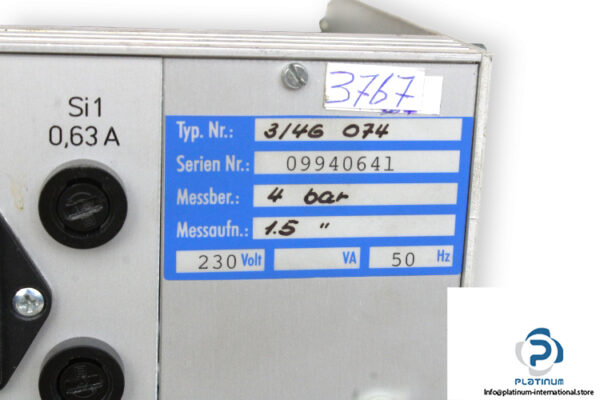 3767
Si1
0,63 A
Typ. Nr.: 3/46 074
Serien Nr.: 09940641
Messber.: 4 bar
Messaufn.: 1.5 "
230 Volt VA 50 Hz
PLATINUM
Info@platinum-international.store